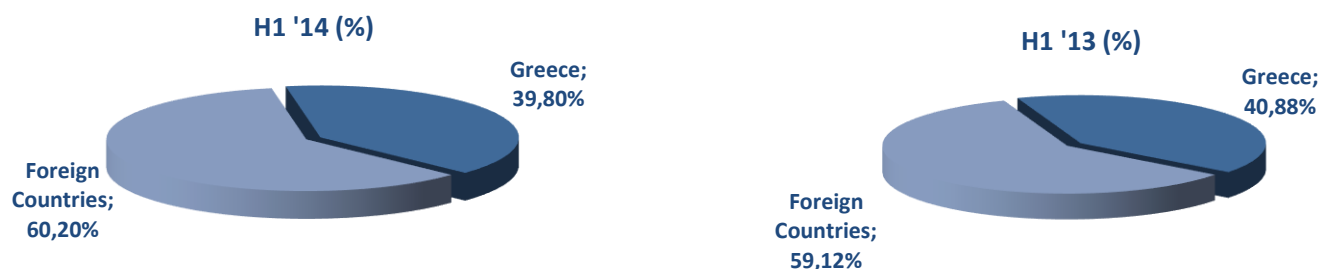 H1 '14 (%)
Greece;
39,80%
Foreign
Countries;
60,20%
H1 '13 (%)
Greece;
40,88%
Foreign
Countries;
59,12%